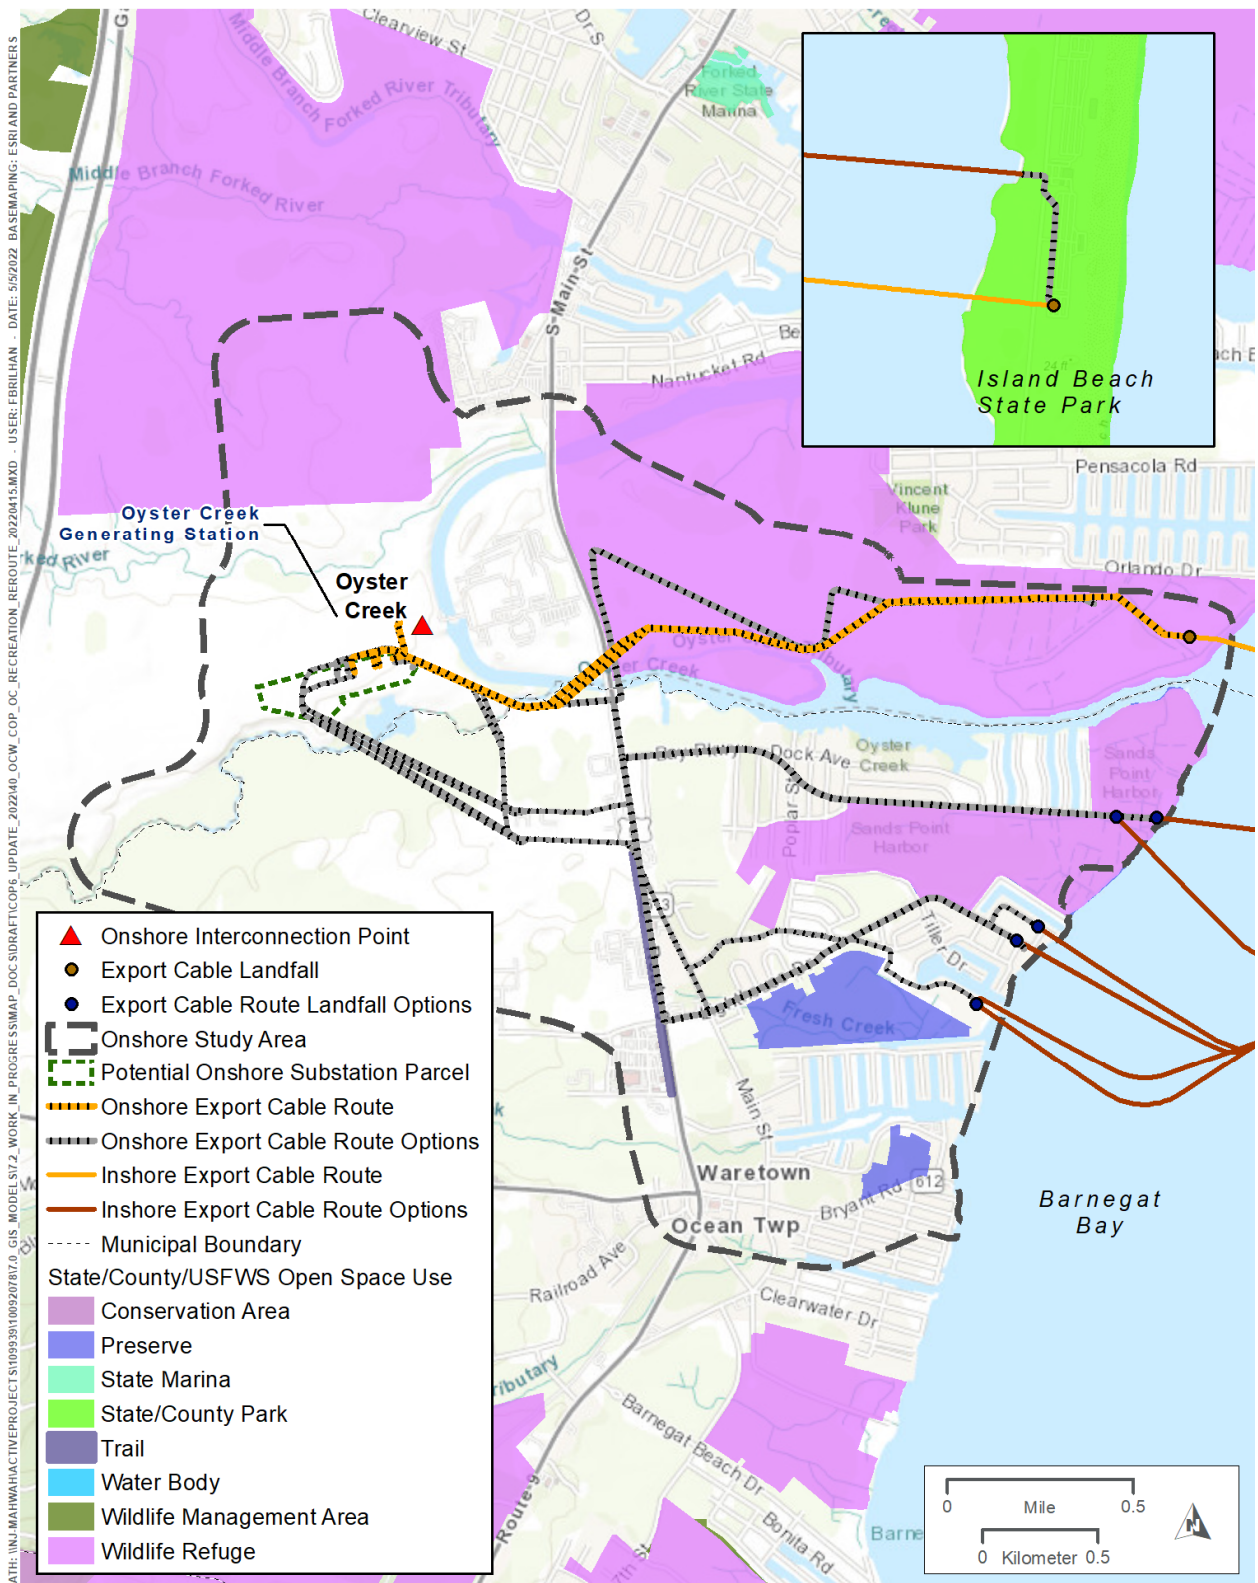 Clearview St
Dr S
Middle Branch
Forked River Tributary
Forked
River State
Marina
Middle Branch Forked River
S Main St
Nantucket Rd
Island Beach
State Park
Pensacola Rd
Vincent
Klune
Park
Orlando Dr
Oyster Creek
Generating Station
Oyster
Creek
Oyster Creek
Tributary
Bay Pkwy
Dock Ave
Oyster
Creek
Sands
Point
Harbor
Poplar St
Sands Point
Harbor
Tiller Dr
Fresh Creek
Main St
Waretown
Bryant Rd
612
Ocean Twp
Barnegat
Bay
Railroad Ave
Clearwater Dr
Barnegat Beach Dr
Bonita Rd
Route 9
7th St
Onshore Interconnection Point
Export Cable Landfall
Export Cable Route Landfall Options
Onshore Study Area
Potential Onshore Substation Parcel
Onshore Export Cable Route
Onshore Export Cable Route Options
Inshore Export Cable Route
Inshore Export Cable Route Options
Municipal Boundary
State/County/USFWS Open Space Use
Conservation Area
Preserve
State Marina
State/County Park
Trail
Water Body
Wildlife Management Area
Wildlife Refuge
0 Mile 0.5
0 Kilometer 0.5
N